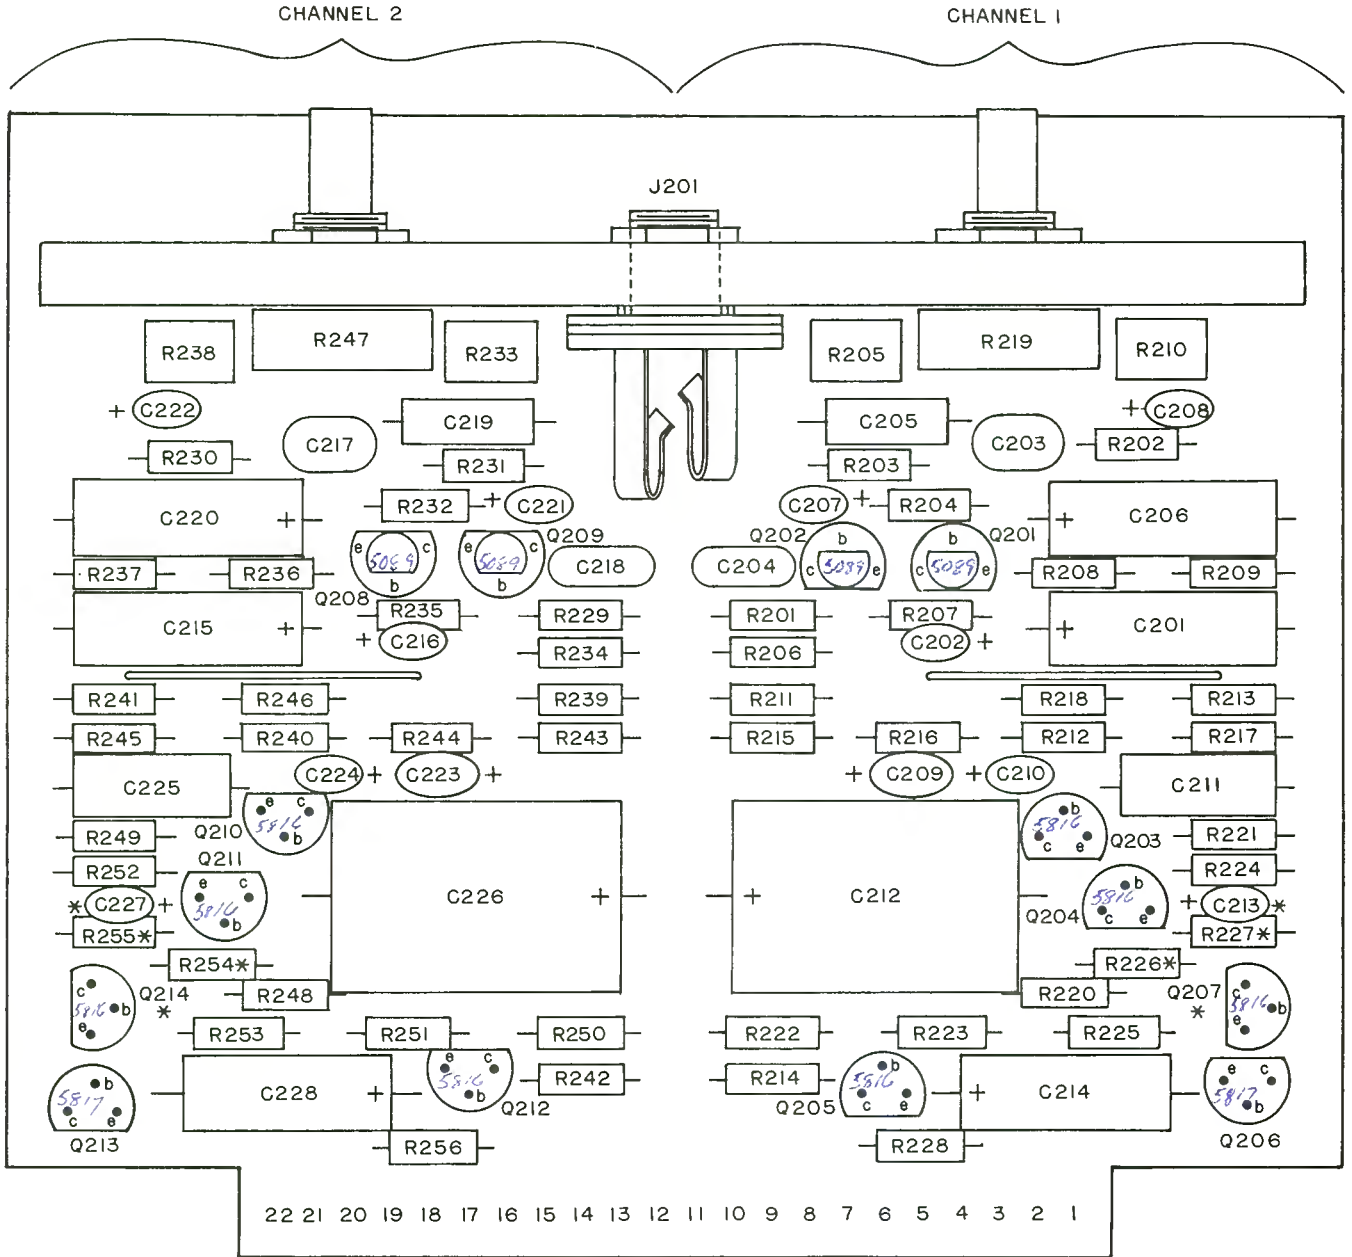 CHANNEL 2 CHANNEL 1
J201
R238 R247 R233 R205 R219 R210
+ C222 C219 C205 + C208
R230 C217 R231 R203 C203 R202
C220 + R232 + C221 C207 + R204 + C206
Q209 Q202 b b Q201
e 5089 c e 5089 c C218 C204 c 5089 e c 5089 e
b b
R237 R236 R208 R209
Q208
C215 + R235 R229 R201 R207 + C201
+ C216 R234 R206 C202 +
R241 R246 R239 R211 R218 R213
R245 R240 R244 R243 R215 R216 R212 R217
C225 C224 + C223 + + C209 + C210 C211
R249 Q210 e c 5816 b b 5816 c e Q203 R221
R252 Q211 R224
* C227 + e c 5816 b C226 + + C212 Q204 b 5816 c e + C213 *
R255* R227*
R254* R226*
c 5816 b e Q214 * R248 R220 Q207 * c 5816 b e
R253 R251 R250 R222 R223 R225
b 5817 c e C228 + e c 5816 b R242 R214 b 5816 c e + C214 e c 5817 b
Q213 Q212 Q205 Q206
R256 R228
22 21 20 19 18 17 16 15 14 13 12 11 10 9 8 7 6 5 4 3 2 1